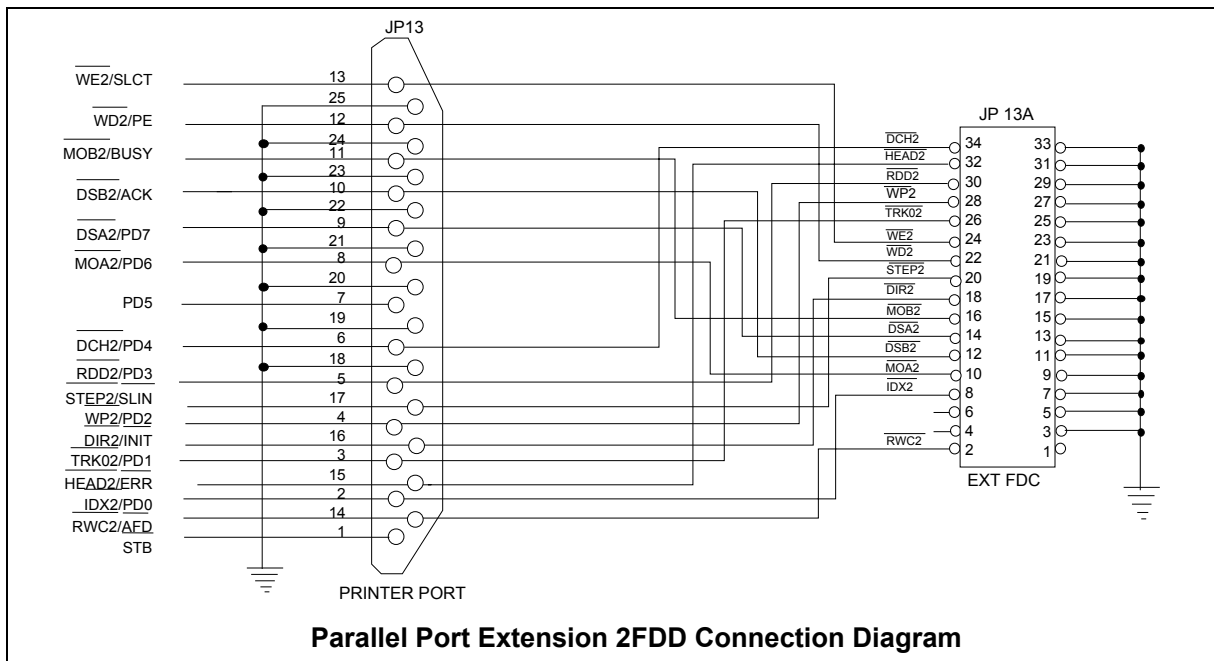 JP13
WE2/SLCT
WD2/PE
MOB2/BUSY
DSB2/ACK
DSA2/PD7
MOA2/PD6
PD5
DCH2/PD4
RDD2/PD3
STEP2/SLIN
WP2/PD2
DIR2/INIT
TRK02/PD1
HEAD2/ERR
IDX2/PD0
RWC2/AFD
STB
13
25
12
24
11
23
10
22
9
21
8
20
7
19
6
18
5
17
4
16
3
15
2
14
1
PRINTER PORT
JP 13A
DCH2 34 33
HEAD2 32 31
RDD2 30 29
WP2 28 27
TRK02 26 25
WE2 24 23
WD2 22 21
STEP2 20 19
DIR2 18 17
MOB2 16 15
DSA2 14 13
DSB2 12 11
MOA2 10 9
IDX2 8 7
6 5
4 3
RWC2 2 1
EXT FDC
Parallel Port Extension 2FDD Connection Diagram